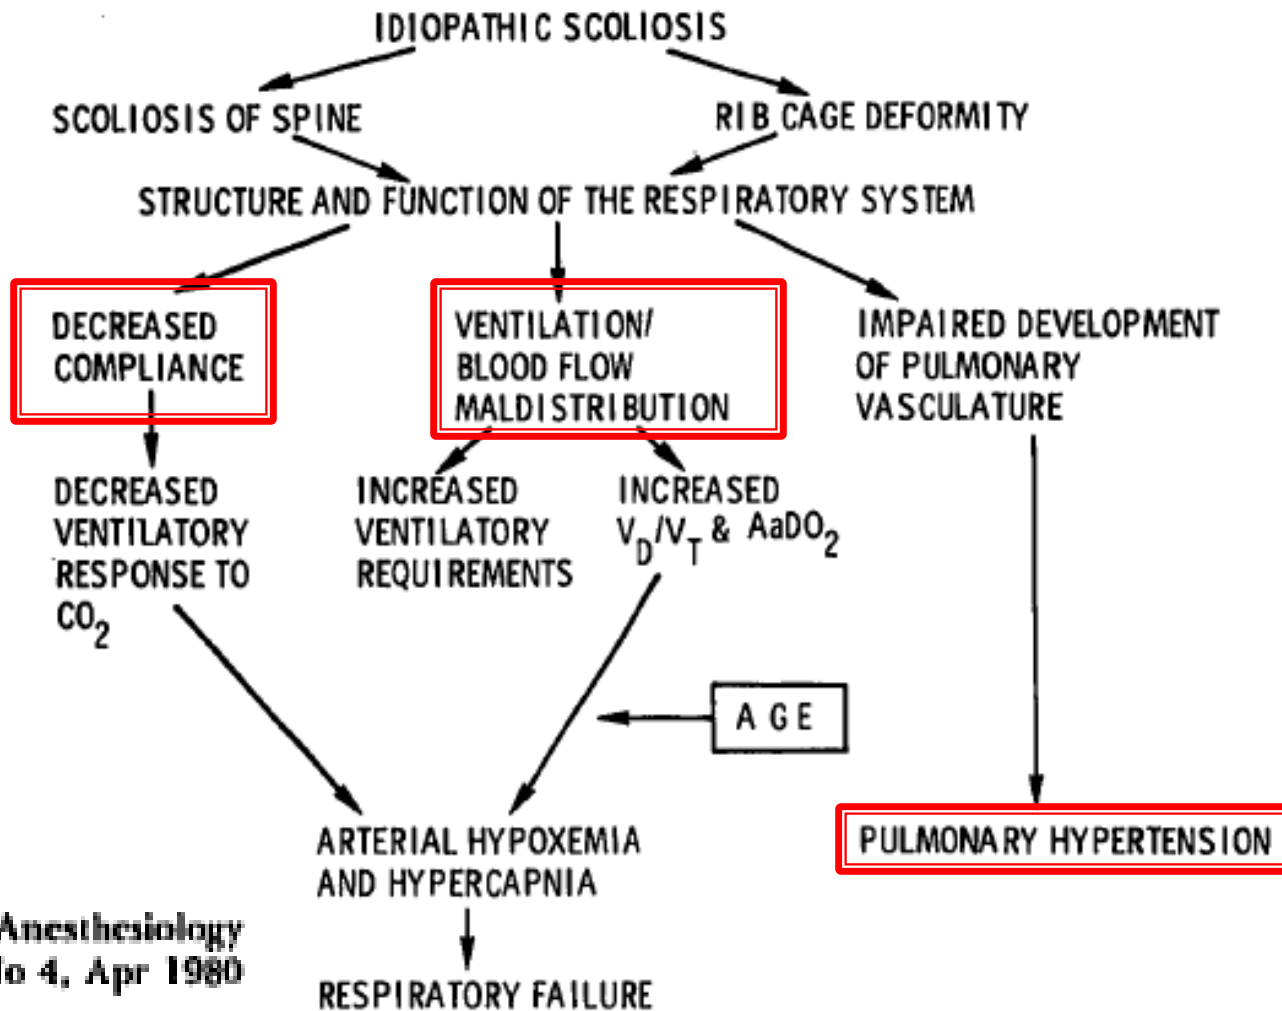 IDIOPATHIC SCOLIOSIS
SCOLIOSIS OF SPINE
RIB CAGE DEFORMITY
STRUCTURE AND FUNCTION OF THE RESPIRATORY SYSTEM
DECREASED
COMPLIANCE
VENTILATION/
BLOOD FLOW
MALDISTRIBUTION
IMPAIRED DEVELOPMENT
OF PULMONARY
VASCULATURE
DECREASED
VENTILATORY
RESPONSE TO
CO2
INCREASED
VENTILATORY
REQUIREMENTS
INCREASED
VD/VT & AaDO2
AGE
ARTERIAL HYPOXEMIA
AND HYPERCAPNIA
PULMONARY HYPERTENSION
RESPIRATORY FAILURE
Anesthesiology
o 4, Apr 1980